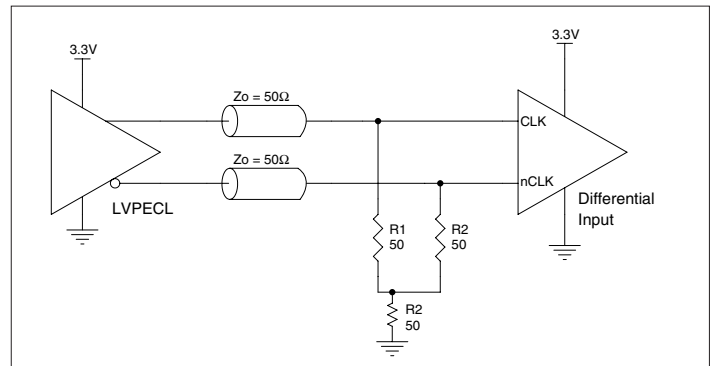 3.3V
3.3V
Zo = 50Ω
CLK
Zo = 50Ω
nCLK
LVPECL
Differential
Input
R1
50
R2
50
R2
50